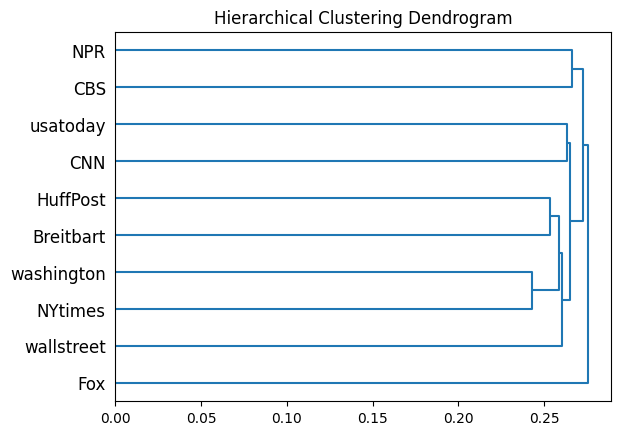 Hierarchical Clustering Dendrogram
NPR
CBS
usatoday
CNN
HuffPost
Breitbart
washington
NYtimes
wallstreet
Fox
0.00 0.05 0.10 0.15 0.20 0.25